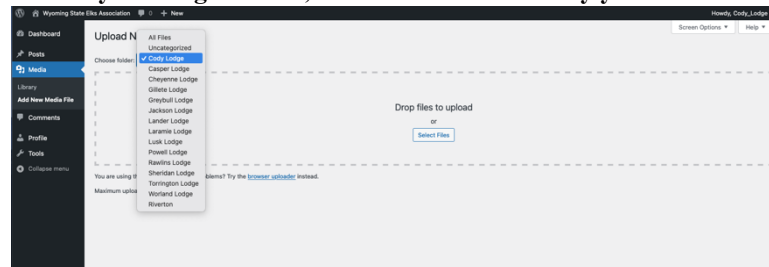 Wyoming State Elks Association 0 + New Howdy, Cody_Lodge
Screen Options Help
Dashboard
Posts
Media
Library
Add New Media File
Comments
Profile
Tools
Collapse menu
Upload N
Choose folder:
All Files
Uncategorized
✓ Cody Lodge
Casper Lodge
Cheyenne Lodge
Gillete Lodge
Greybull Lodge
Jackson Lodge
Lander Lodge
Laramie Lodge
Lusk Lodge
Powell Lodge
Rawlins Lodge
Sheridan Lodge
Torrington Lodge
Worland Lodge
Riverton
Drop files to upload
or
Select Files
You are using th blems? Try the browser uploader instead.
Maximum uploa